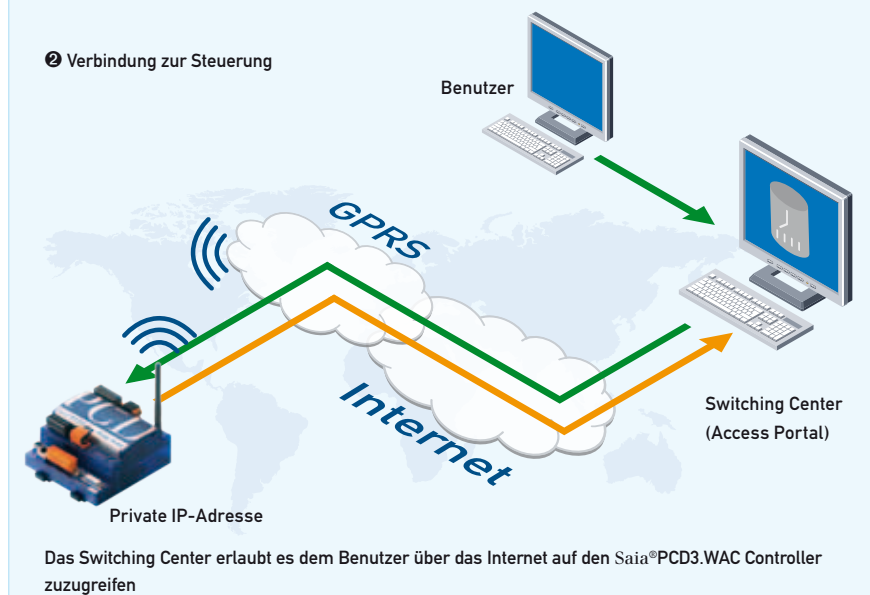 ❷ Verbindung zur Steuerung
Benutzer
GPRS
Internet
Switching Center
(Access Portal)
PCD
Private IP-Adresse
Das Switching Center erlaubt es dem Benutzer über das Internet auf den Saia®PCD3.WAC Controller
zuzugreifen